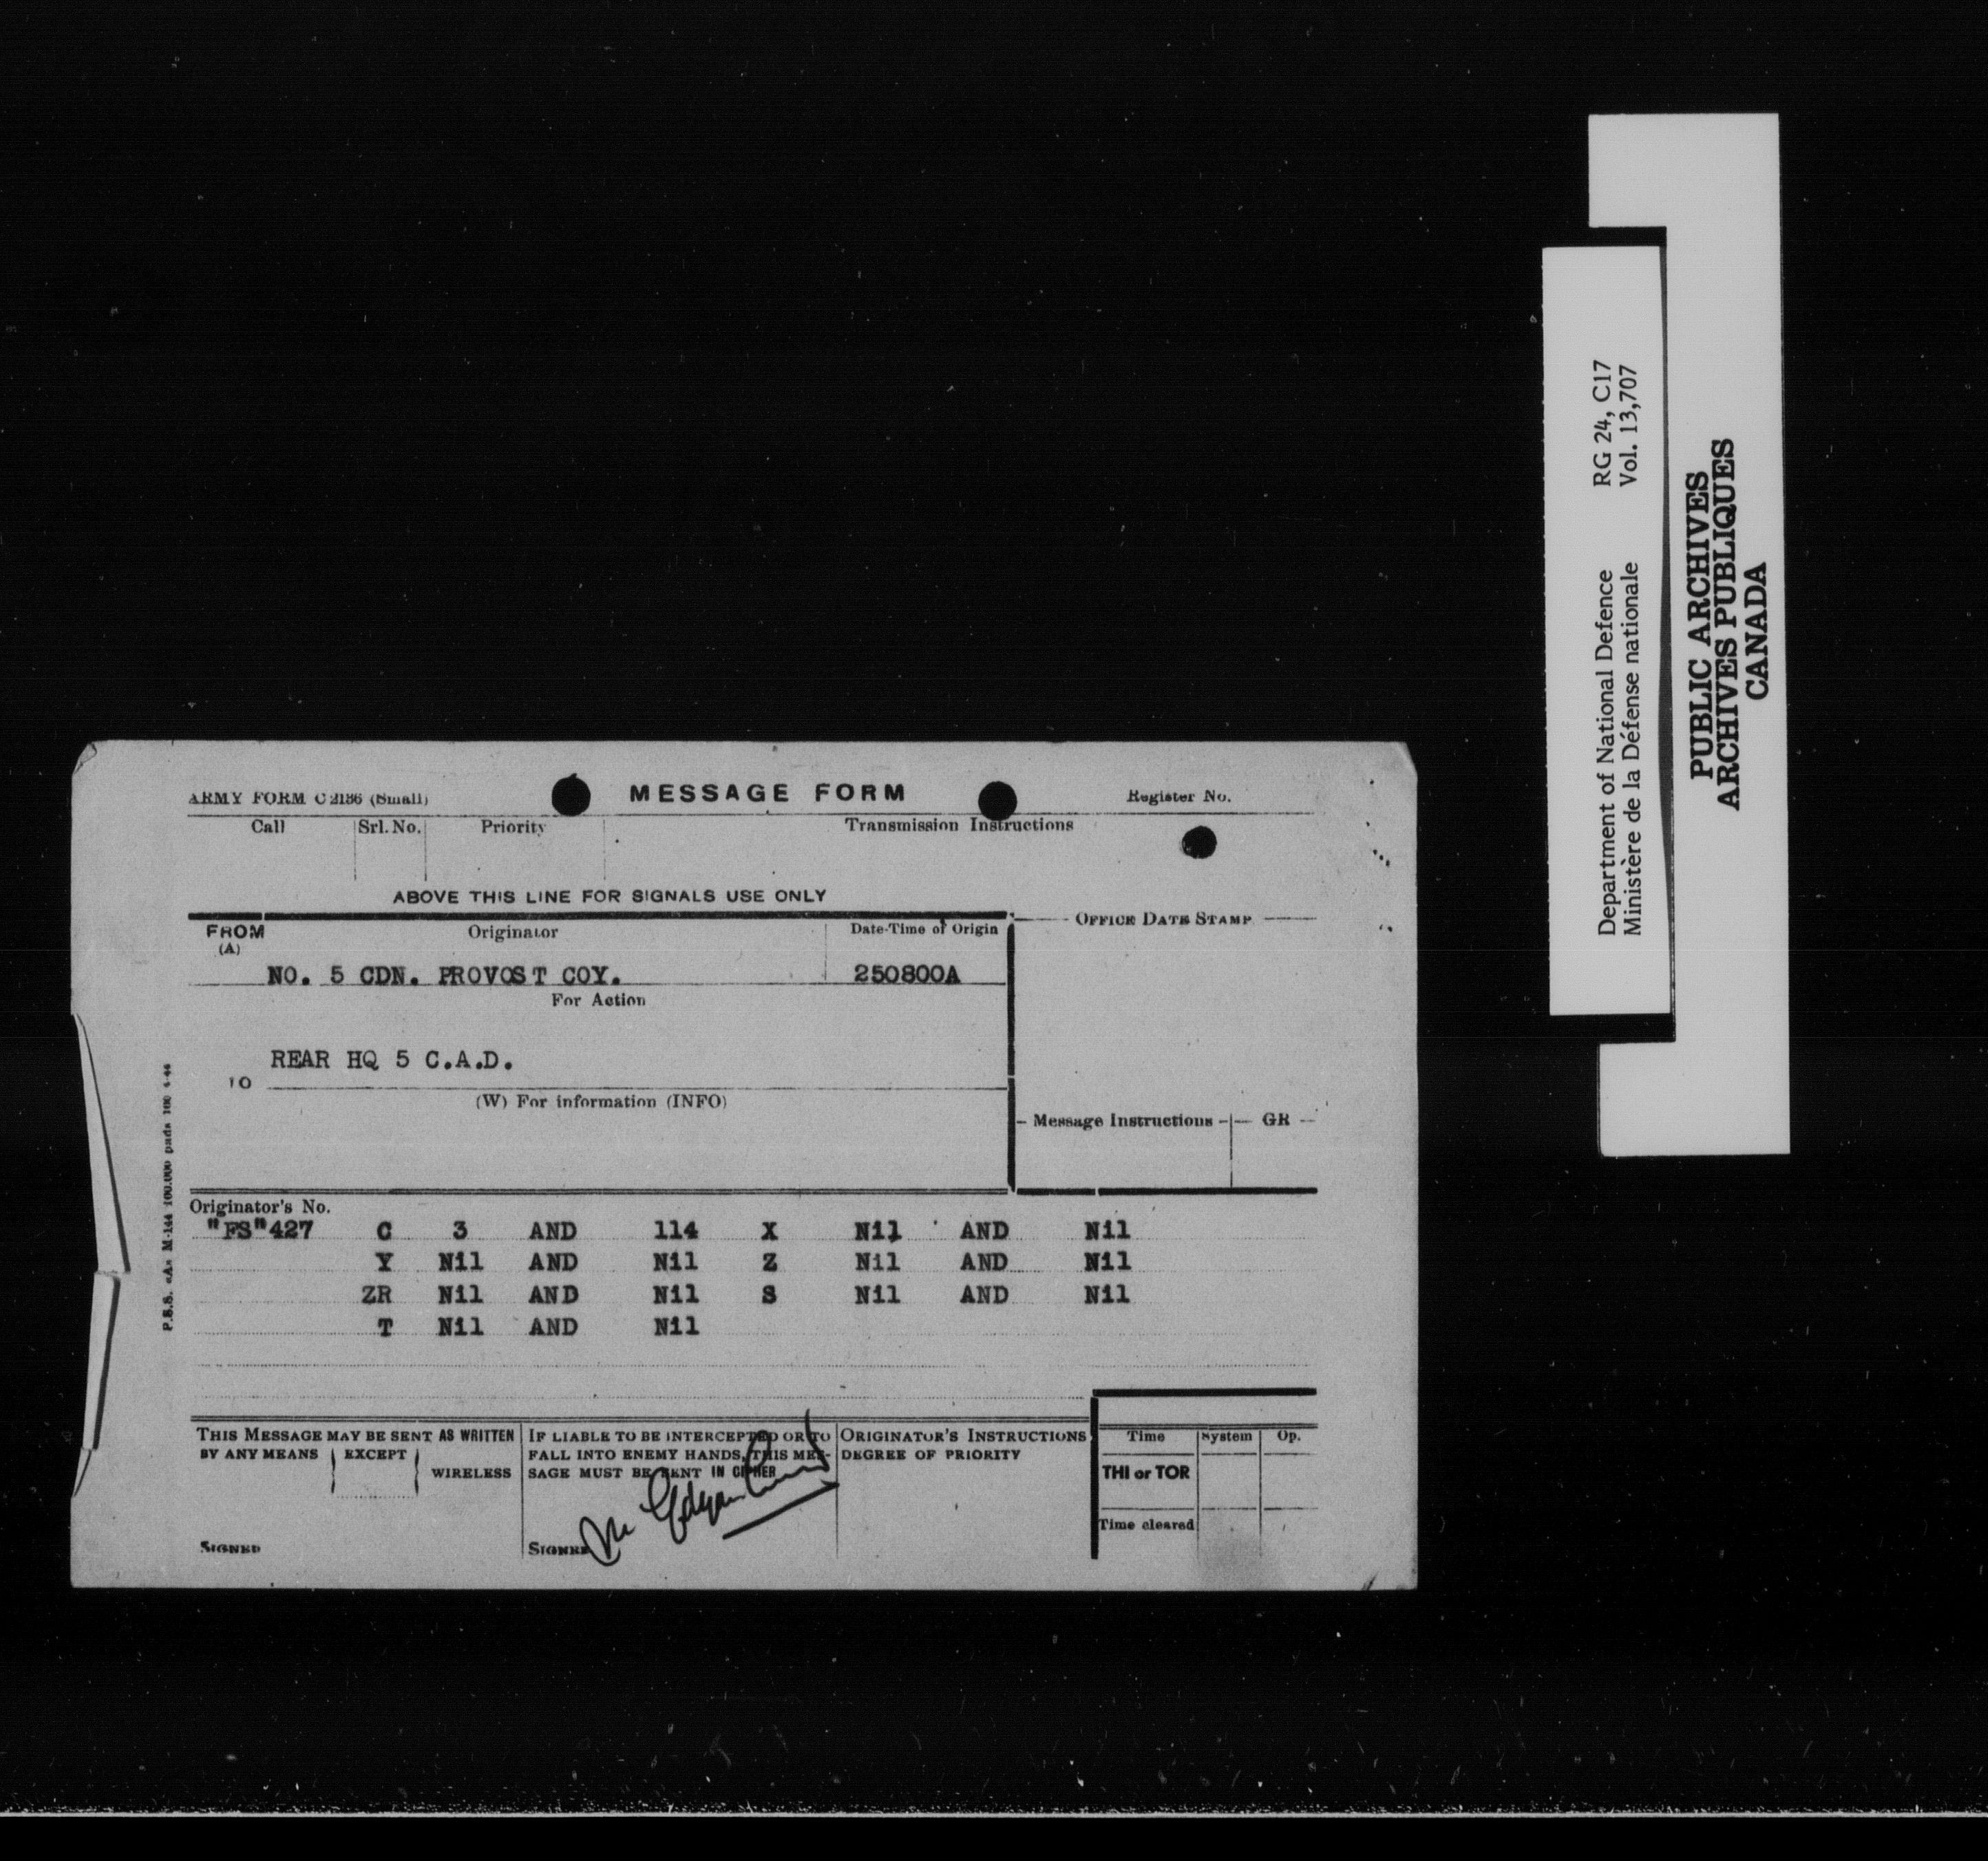 ARMY FORM C 2136 (Small) MESSAGE FORM Register No.
Call Srl. No. Priority Transmission Instructions
ABOVE THIS LINE FOR SIGNALS USE ONLY
FROM (A) Originator Date-Time of Origin OFFICE DATE STAMP
NO. 5 CDN. PROVOST COY. 250800A
For Action
REAR HQ 5 C.A.D.
TO
(W) For information (INFO)
Message Instructions GR
Originator's No.
"FS"427 C 3 AND 114 X Nil AND Nil
Y Nil AND Nil Z Nil AND Nil
ZR Nil AND Nil S Nil AND Nil
T Nil AND Nil
THIS MESSAGE MAY BE SENT AS WRITTEN
BY ANY MEANS EXCEPT
WIRELESS
SIGNED
IF LIABLE TO BE INTERCEPTED OR TO
FALL INTO ENEMY HANDS, THIS MES-
SAGE MUST BE SENT IN CIPHER
SIGNED
ORIGINATOR'S INSTRUCTIONS
DEGREE OF PRIORITY
Time System Op.
THI or TOR
Time cleared
P.S.S. «A» M-144 100.000 pads 100 4-44
Department of National Defence RG 24, C17
Ministère de la Défense nationale Vol. 13,707
PUBLIC ARCHIVES
ARCHIVES PUBLIQUES
CANADA